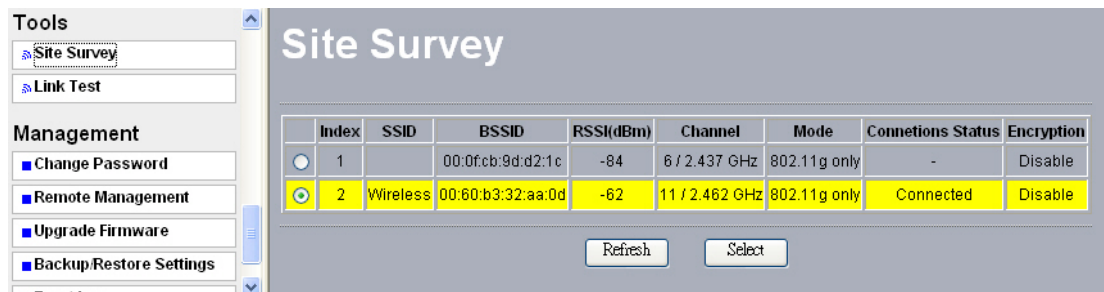 Tools
Site Survey
Link Test
Management
Change Password
Remote Management
Upgrade Firmware
Backup/Restore Settings
Site Survey
Index SSID BSSID RSSI(dBm) Channel Mode Connetions Status Encryption
1 00:0f:cb:9d:d2:1c -84 6 / 2.437 GHz 802.11g only - Disable
2 Wireless 00:60:b3:32:aa:0d -62 11 / 2.462 GHz 802.11g only Connected Disable
Refresh Select